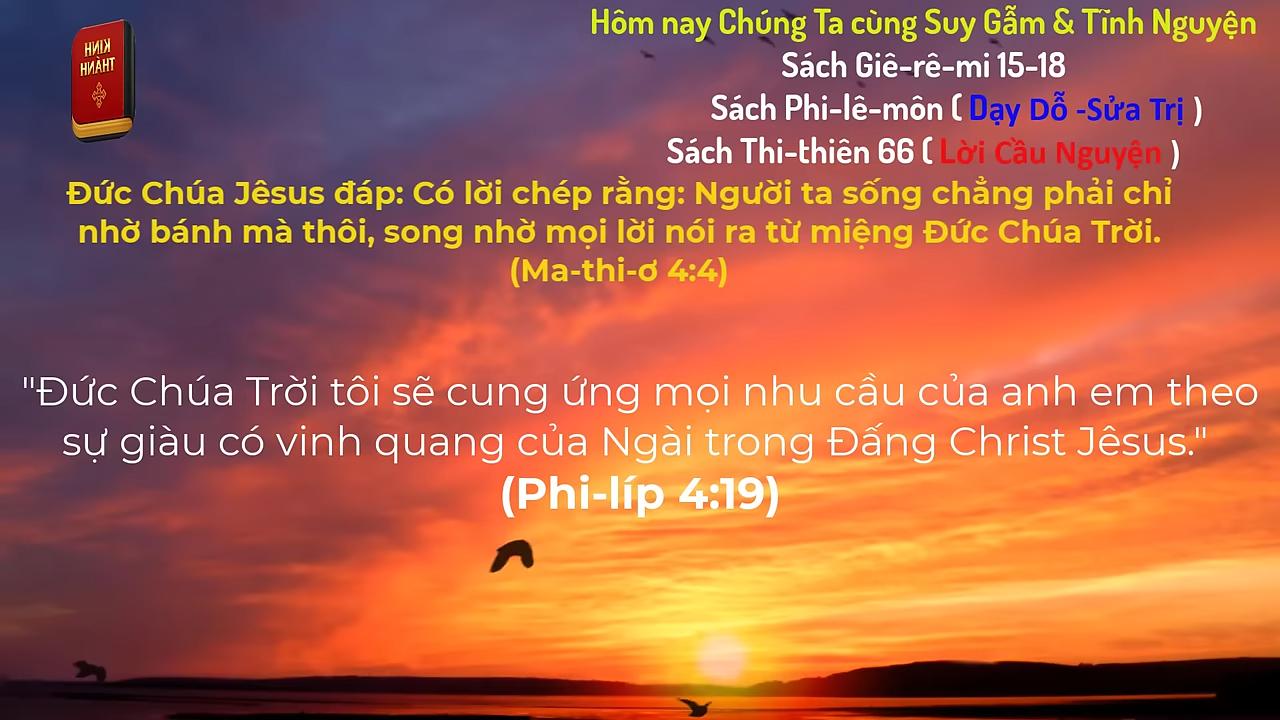 KINH
THÁNH
Hôm nay Chúng Ta cùng Suy Gẫm & Tĩnh Nguyện
Sách Giê-rê-mi 15-18
Sách Phi-lê-môn ( Dạy Dỗ -Sửa Trị )
Sách Thi-thiên 66 ( Lời Cầu Nguyện )
Đức Chúa Jêsus đáp: Có lời chép rằng: Người ta sống chẳng phải chỉ
nhờ bánh mà thôi, song nhờ mọi lời nói ra từ miệng Đức Chúa Trời.
(Ma-thi-ơ 4:4)
"Đức Chúa Trời tôi sẽ cung ứng mọi nhu cầu của anh em theo
sự giàu có vinh quang của Ngài trong Đấng Christ Jêsus."
(Phi-líp 4:19)